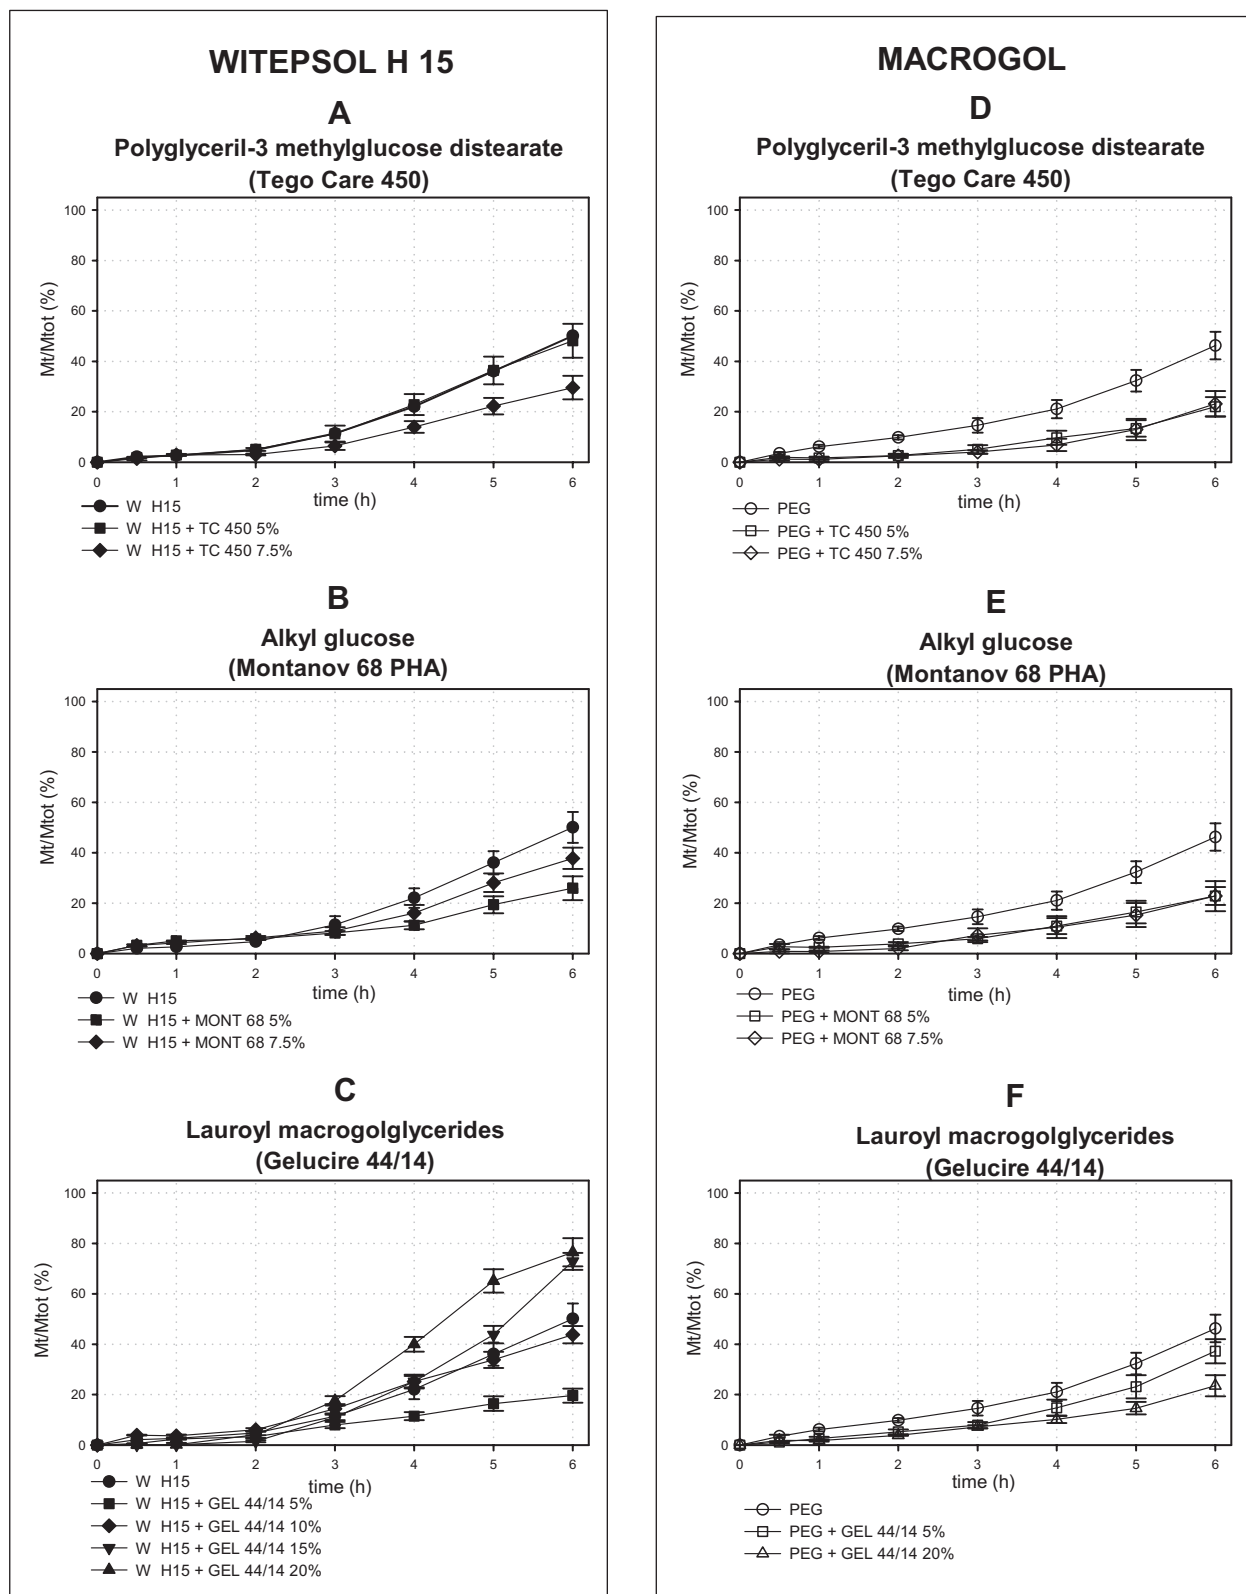 WITEPSOL H 15
A
Polyglyceril-3 methylglucose distearate
(Tego Care 450)
100
80
60
40
20
0
Mt/Mtot (%)
0 1 2 3 4 5 6
time (h)
W H15
W H15 + TC 450 5%
W H15 + TC 450 7.5%
B
Alkyl glucose
(Montanov 68 PHA)
100
80
60
40
20
0
Mt/Mtot (%)
0 1 2 3 4 5 6
time (h)
W H15
W H15 + MONT 68 5%
W H15 + MONT 68 7.5%
C
Lauroyl macrogolglycerides
(Gelucire 44/14)
100
80
60
40
20
0
Mt/Mtot (%)
0 1 2 3 4 5 6
time (h)
W H15
W H15 + GEL 44/14 5%
W H15 + GEL 44/14 10%
W H15 + GEL 44/14 15%
W H15 + GEL 44/14 20%
MACROGOL
D
Polyglyceril-3 methylglucose distearate
(Tego Care 450)
100
80
60
40
20
0
Mt/Mtot (%)
0 1 2 3 4 5 6
time (h)
PEG
PEG + TC 450 5%
PEG + TC 450 7.5%
E
Alkyl glucose
(Montanov 68 PHA)
100
80
60
40
20
0
Mt/Mtot (%)
0 1 2 3 4 5 6
time (h)
PEG
PEG + MONT 68 5%
PEG + MONT 68 7.5%
F
Lauroyl macrogolglycerides
(Gelucire 44/14)
100
80
60
40
20
0
Mt/Mtot (%)
0 1 2 3 4 5 6
time (h)
PEG
PEG + GEL 44/14 5%
PEG + GEL 44/14 20%